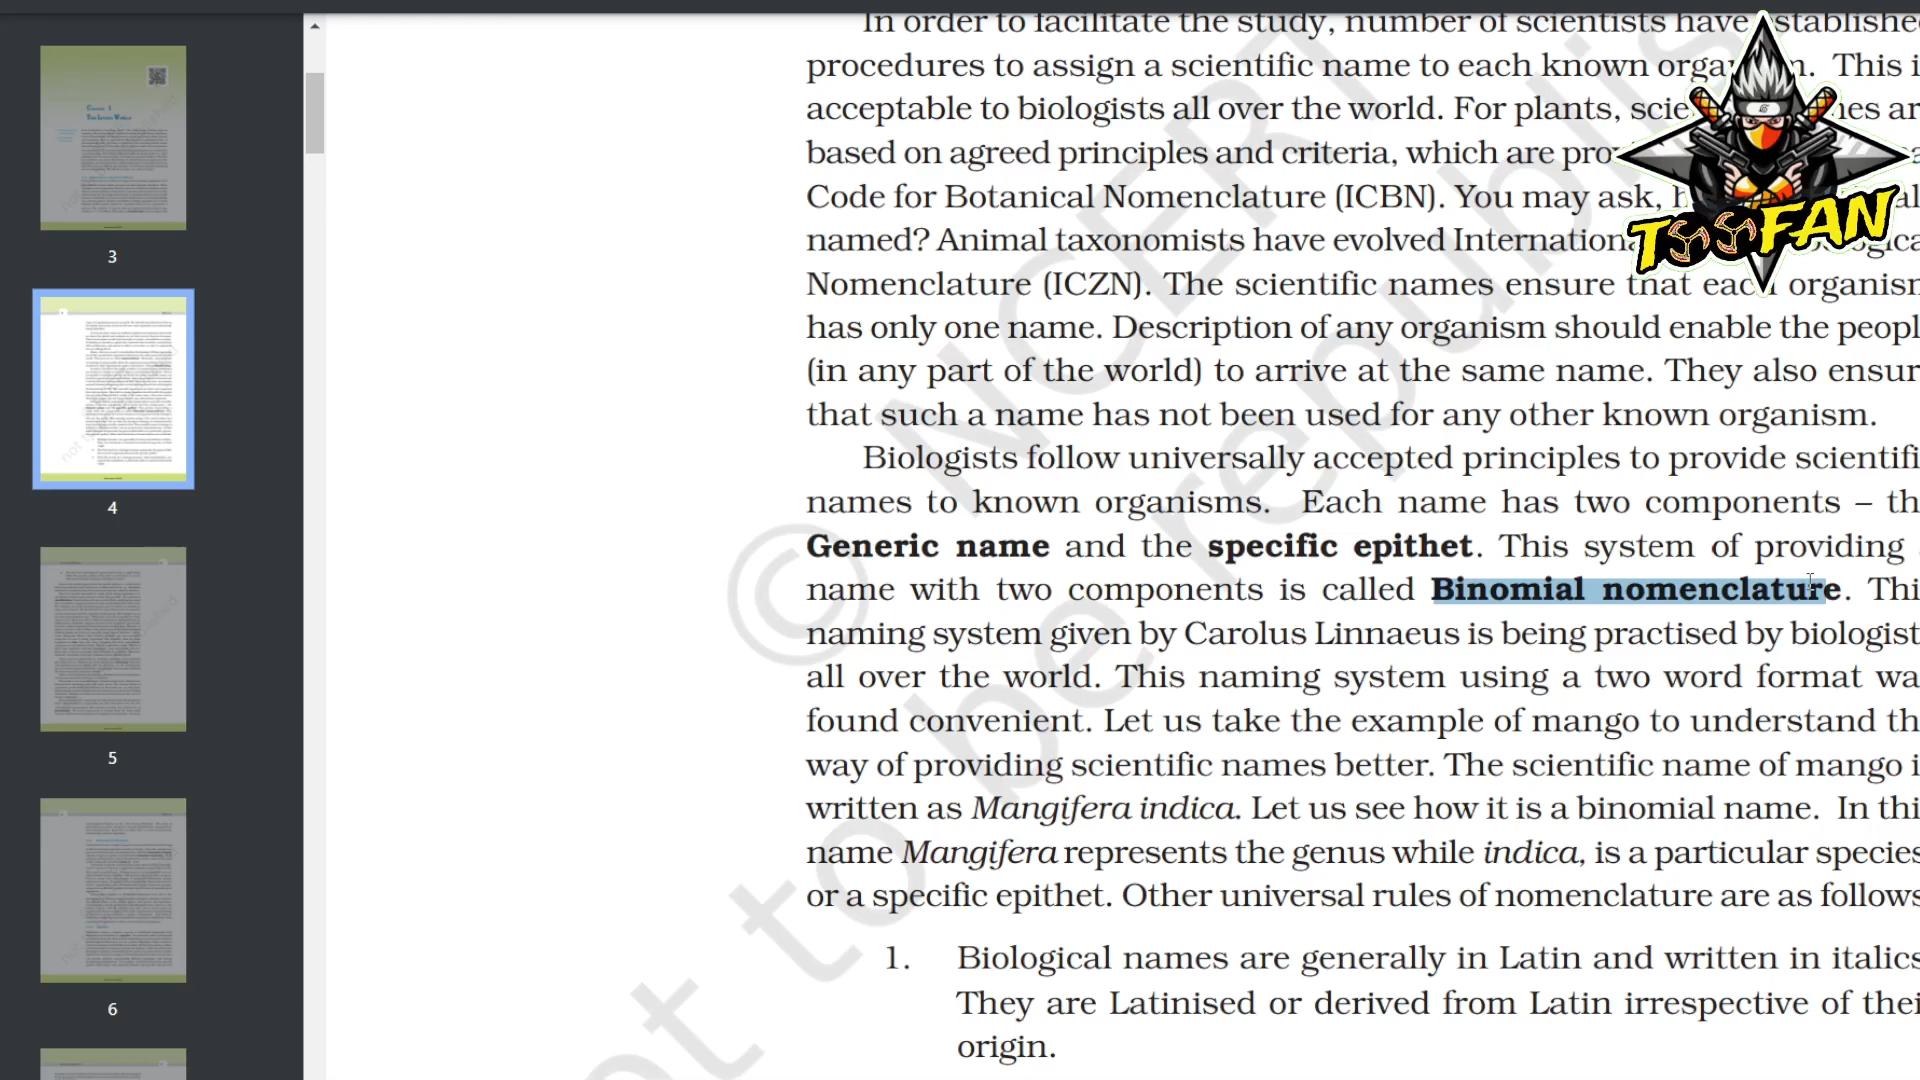 In order to facilitate the study, number of scientists have established
procedures to assign a scientific name to each known This i
acceptable to biologists all over the world. For plants,
based on agreed principles and criteria, which are
Code for Botanical Nomenclature (ICBN). You may ask,
named? Animal taxonomists have evolved
Nomenclature (ICZN). The scientific names ensure that each organism
has only one name. Description of any organism should enable the peopl
(in any part of the world) to arrive at the same name. They also ensur
that such a name has not been used for any other known organism.
Biologists follow universally accepted principles to provide scientifi
names to known organisms. Each name has two components – th
Generic name and the specific epithet. This system of providing
name with two components is called Binomial nomenclature. Thi
naming system given by Carolus Linnaeus is being practised by biologist
all over the world. This naming system using a two word format wa
found convenient. Let us take the example of mango to understand th
way of providing scientific names better. The scientific name of mango i
written as Mangifera indica. Let us see how it is a binomial name. In thi
name Mangifera represents the genus while indica, is a particular species
or a specific epithet. Other universal rules of nomenclature are as follows
1. Biological names are generally in Latin and written in italics
They are Latinised or derived from Latin irrespective of thei
origin.
© NCERT
not to be republis
TOOFAN
3
4
5
6